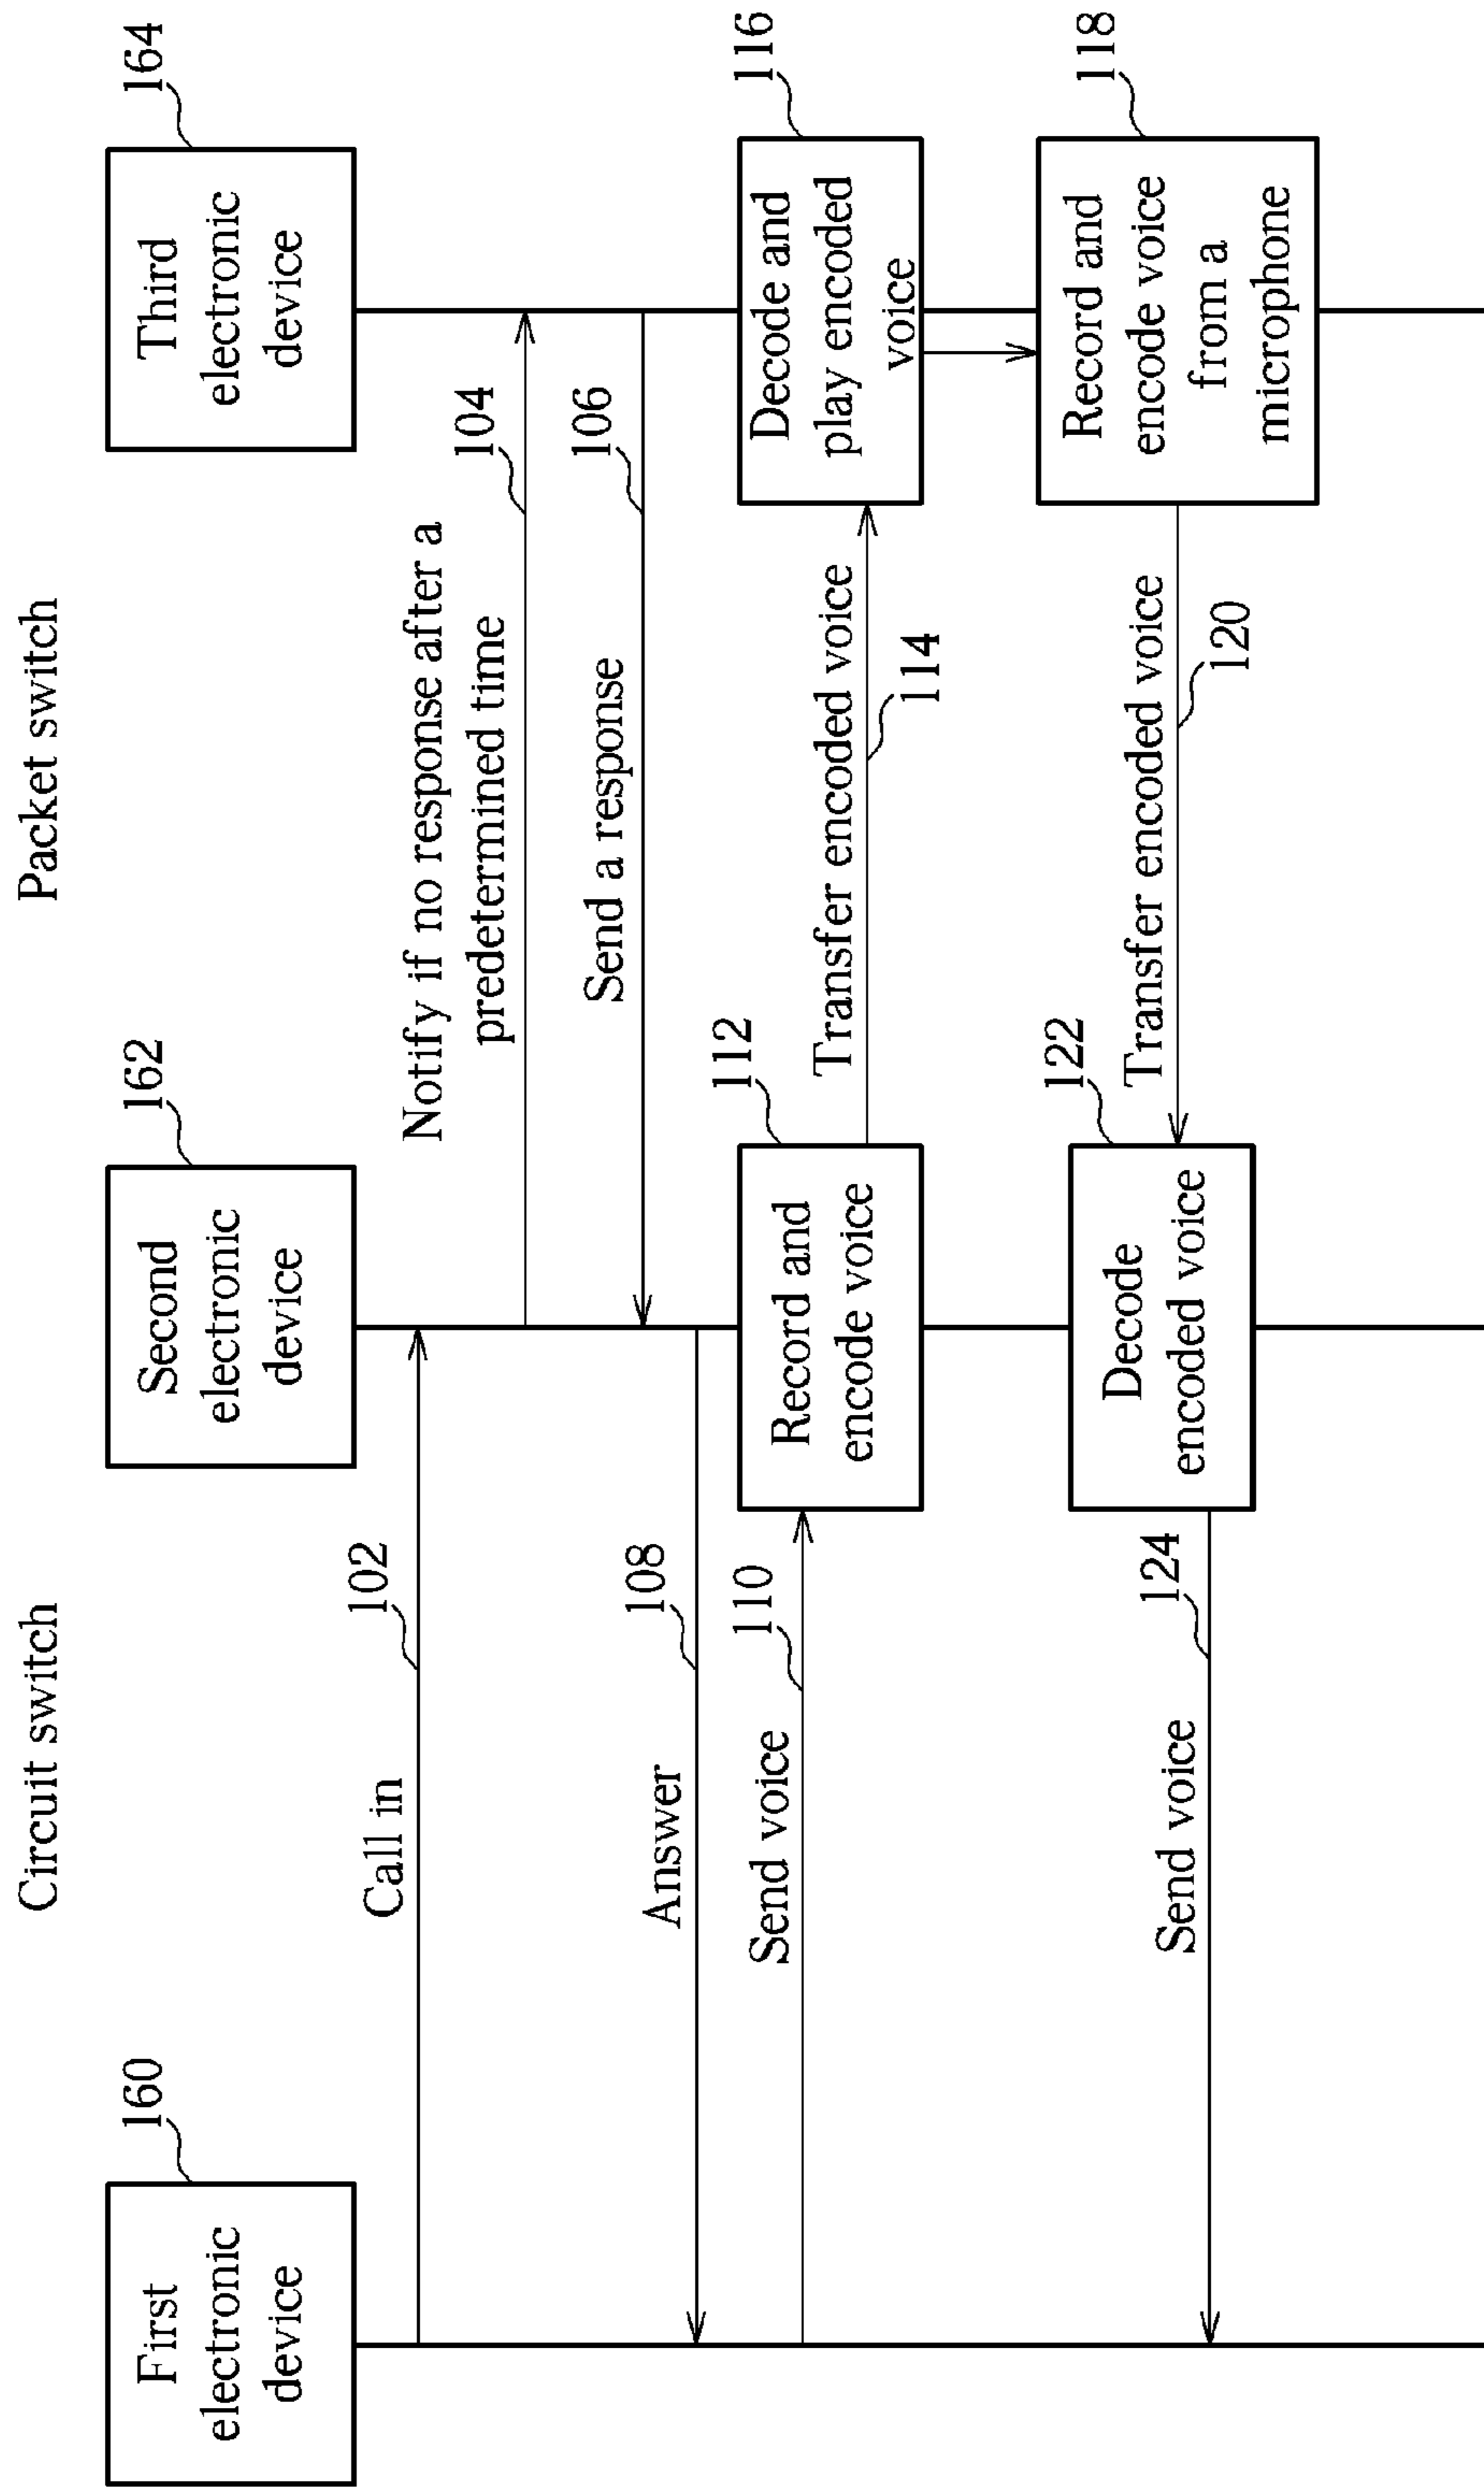 Circuit switch
Packet switch
First
electronic
device
160
Second
electronic
device
162
Third
electronic
device
164
Call in
102
Notify if no response after a
predetermined time
104
Send a response
106
Answer
108
Send voice
110
Record and
encode voice
112
Transfer encoded voice
114
Decode and
play encoded
voice
116
Record and
encode voice
from a
microphone
118
Transfer encoded voice
120
Decode
encoded voice
122
Send voice
124